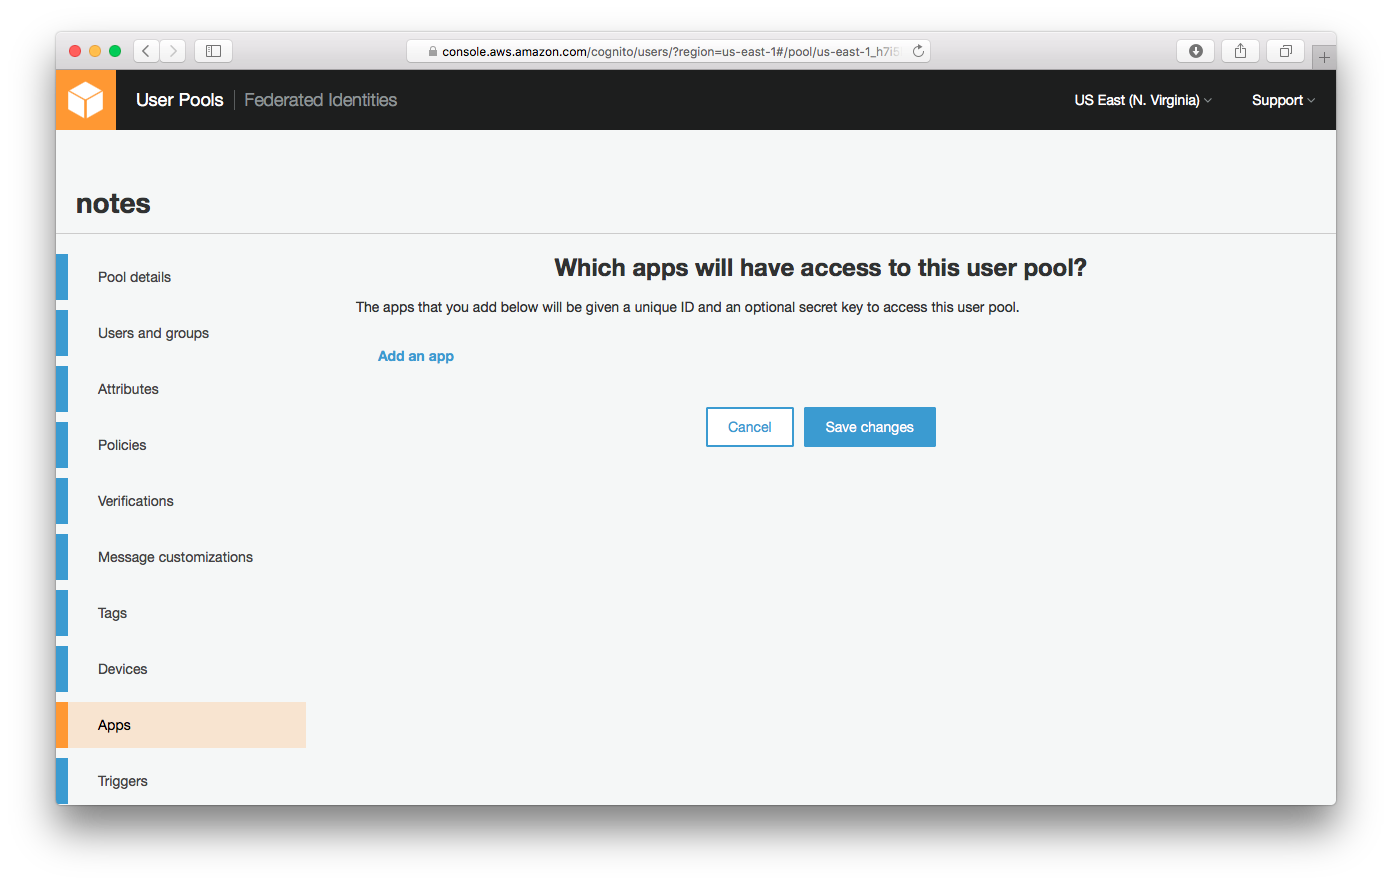 console.aws.amazon.com/cognito/users/?region=us-east-1#/pool/us-east-1_h7i5
User Pools Federated Identities US East (N. Virginia) Support
notes
Which apps will have access to this user pool?
The apps that you add below will be given a unique ID and an optional secret key to access this user pool.
Add an app
Cancel Save changes
Pool details
Users and groups
Attributes
Policies
Verifications
Message customizations
Tags
Devices
Apps
Triggers